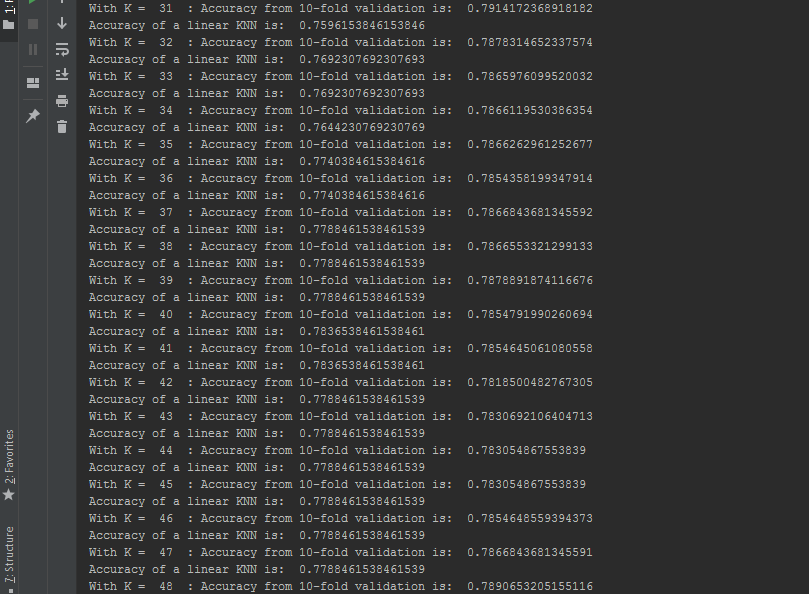 With K =  31  : Accuracy from 10-fold validation is:  0.7914172368918182
Accuracy of a linear KNN is:  0.7596153846153846
With K =  32  : Accuracy from 10-fold validation is:  0.7878314652337574
Accuracy of a linear KNN is:  0.7692307692307693
With K =  33  : Accuracy from 10-fold validation is:  0.7865976099520032
Accuracy of a linear KNN is:  0.7692307692307693
With K =  34  : Accuracy from 10-fold validation is:  0.7866119530386354
Accuracy of a linear KNN is:  0.7644230769230769
With K =  35  : Accuracy from 10-fold validation is:  0.7866262961252677
Accuracy of a linear KNN is:  0.7740384615384616
With K =  36  : Accuracy from 10-fold validation is:  0.7854358199347914
Accuracy of a linear KNN is:  0.7740384615384616
With K =  37  : Accuracy from 10-fold validation is:  0.7866843681345592
Accuracy of a linear KNN is:  0.7788461538461539
With K =  38  : Accuracy from 10-fold validation is:  0.7866553321299133
Accuracy of a linear KNN is:  0.7788461538461539
With K =  39  : Accuracy from 10-fold validation is:  0.7878891874116676
Accuracy of a linear KNN is:  0.7788461538461539
With K =  40  : Accuracy from 10-fold validation is:  0.7854791990260694
Accuracy of a linear KNN is:  0.7836538461538461
With K =  41  : Accuracy from 10-fold validation is:  0.7854645061080558
Accuracy of a linear KNN is:  0.7836538461538461
With K =  42  : Accuracy from 10-fold validation is:  0.7818500482767305
Accuracy of a linear KNN is:  0.7788461538461539
With K =  43  : Accuracy from 10-fold validation is:  0.7830692106404713
Accuracy of a linear KNN is:  0.7788461538461539
With K =  44  : Accuracy from 10-fold validation is:  0.783054867553839
Accuracy of a linear KNN is:  0.7788461538461539
With K =  45  : Accuracy from 10-fold validation is:  0.783054867553839
Accuracy of a linear KNN is:  0.7788461538461539
With K =  46  : Accuracy from 10-fold validation is:  0.7854648559394373
Accuracy of a linear KNN is:  0.7788461538461539
With K =  47  : Accuracy from 10-fold validation is:  0.7866843681345591
Accuracy of a linear KNN is:  0.7788461538461539
With K =  48  : Accuracy from 10-fold validation is:  0.7890653205155116
2: Favorites
7: Structure